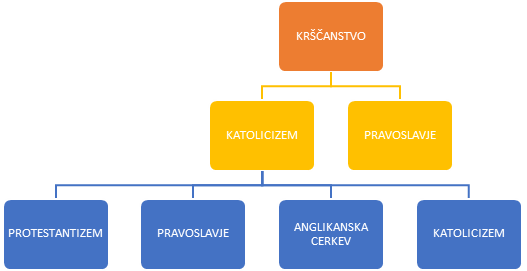 KRŠČANSTVO
KATOLICIZEM
PRAVOSLAVJE
PROTESTANTIZEM
PRAVOSLAVJE
ANGLIKANSKA
CERKEV
KATOLICIZEM